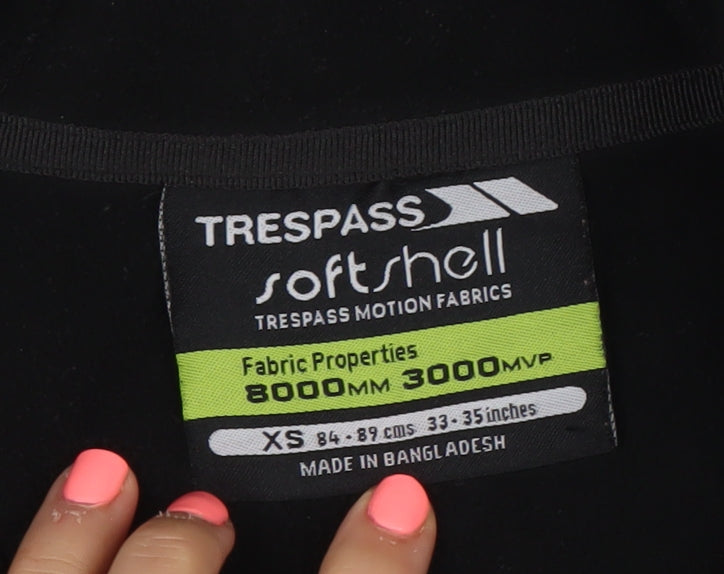 TRESPASS
softshell
TRESPASS MOTION FABRICS
Fabric Properties
8000MM 3000MVP
XS 84-89 cms 33-35 inches
MADE IN BANGLADESH